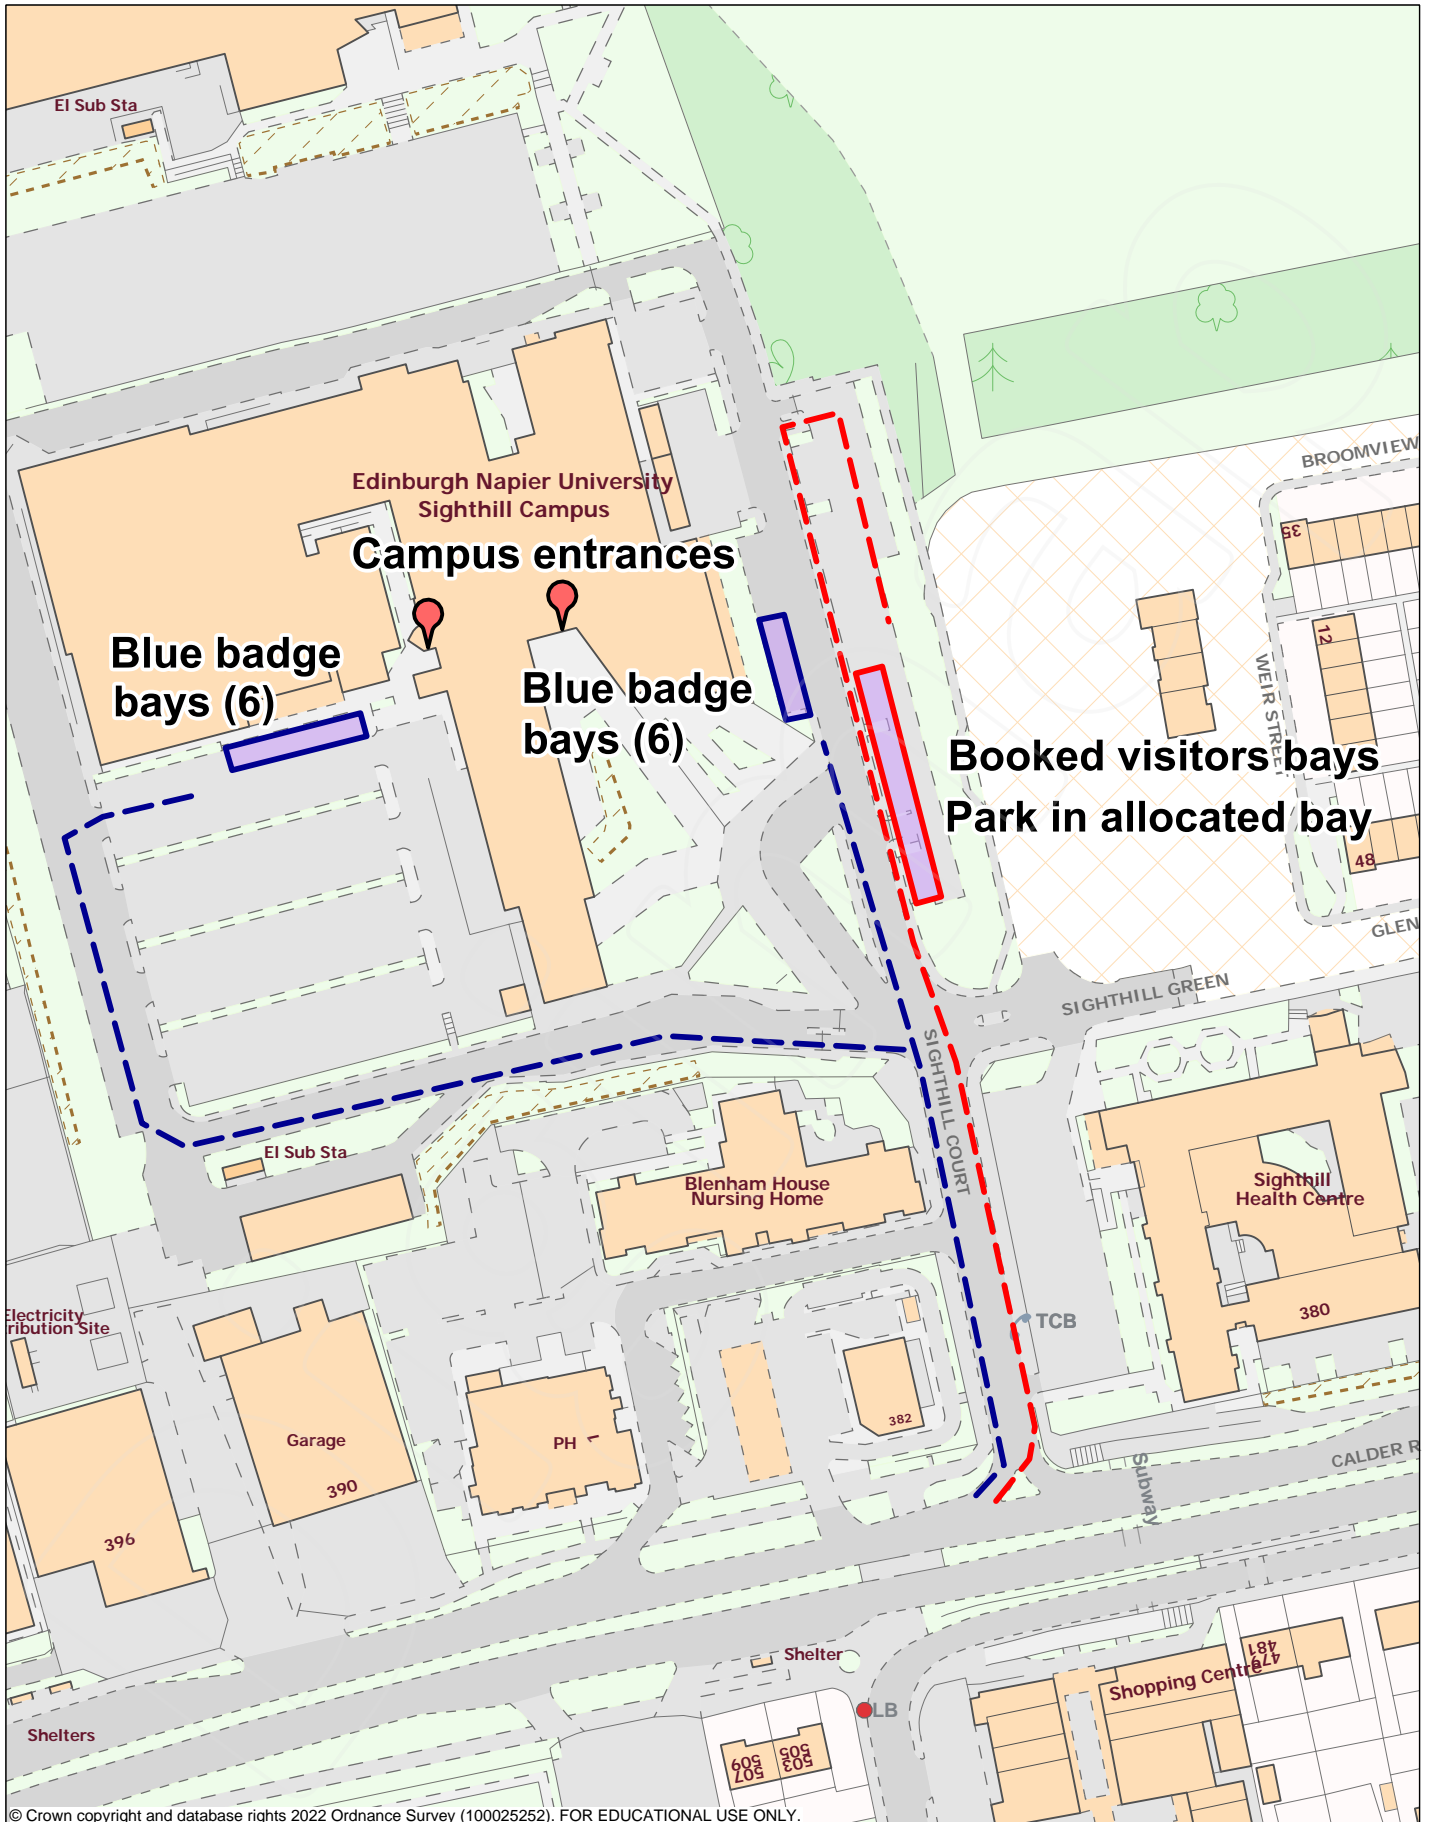 El Sub Sta
BROOMVIEW
35
Edinburgh Napier University
Sighthill Campus
Campus entrances
12
WEIR STREET
Blue badge
bays (6)
Blue badge
bays (6)
Booked visitors bays
Park in allocated bay
48
GLEN
SIGHTHILL GREEN
SIGHTHILL COURT
El Sub Sta
Blenham House
Nursing Home
Sighthill
Health Centre
Electricity
ribution Site
TCB
380
382
Garage
390
PH
1
CALDER R
Subway
396
Shelter
481
479
Shopping Centre
LB
Shelters
509
507
505
503
© Crown copyright and database rights 2022 Ordnance Survey (100025252). FOR EDUCATIONAL USE ONLY.